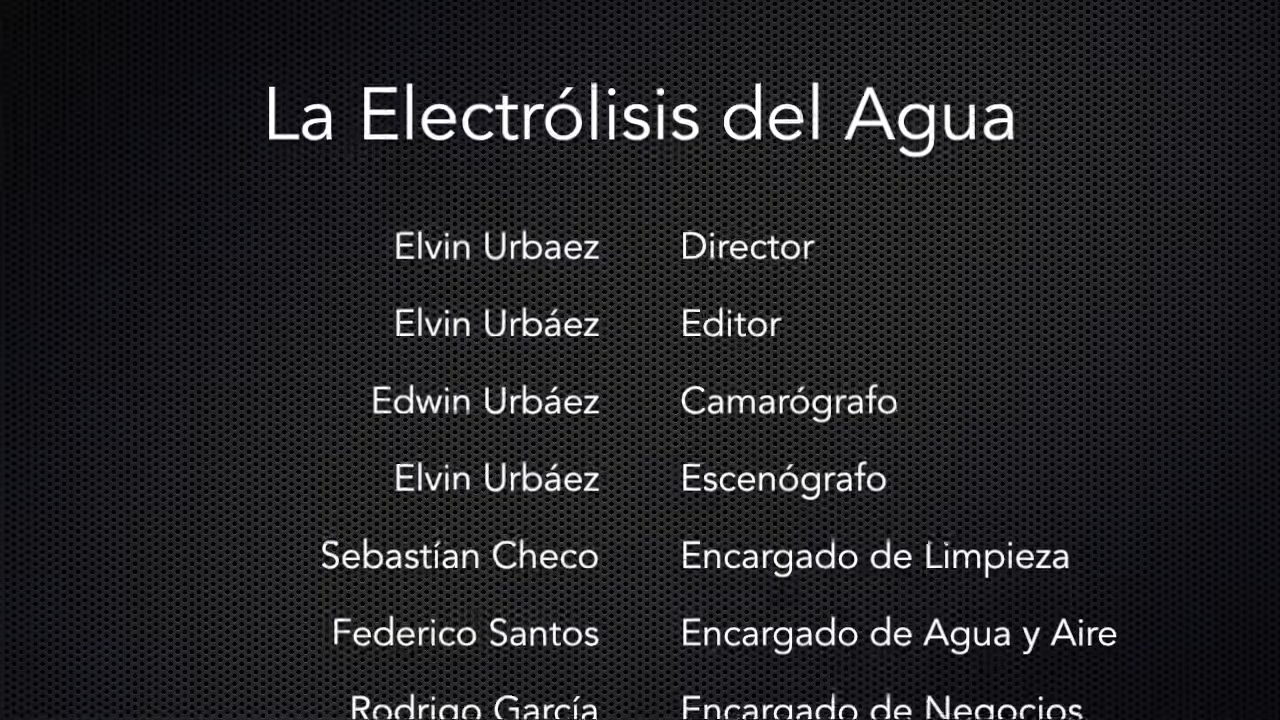 La Electrólisis del Agua
Elvin Urbaez Director
Elvin Urbáez Editor
Edwin Urbáez Camarógrafo
Elvin Urbáez Escenógrafo
Sebastían Checo Encargado de Limpieza
Federico Santos Encargado de Agua y Aire
Rodrigo García Encargado de Negocios